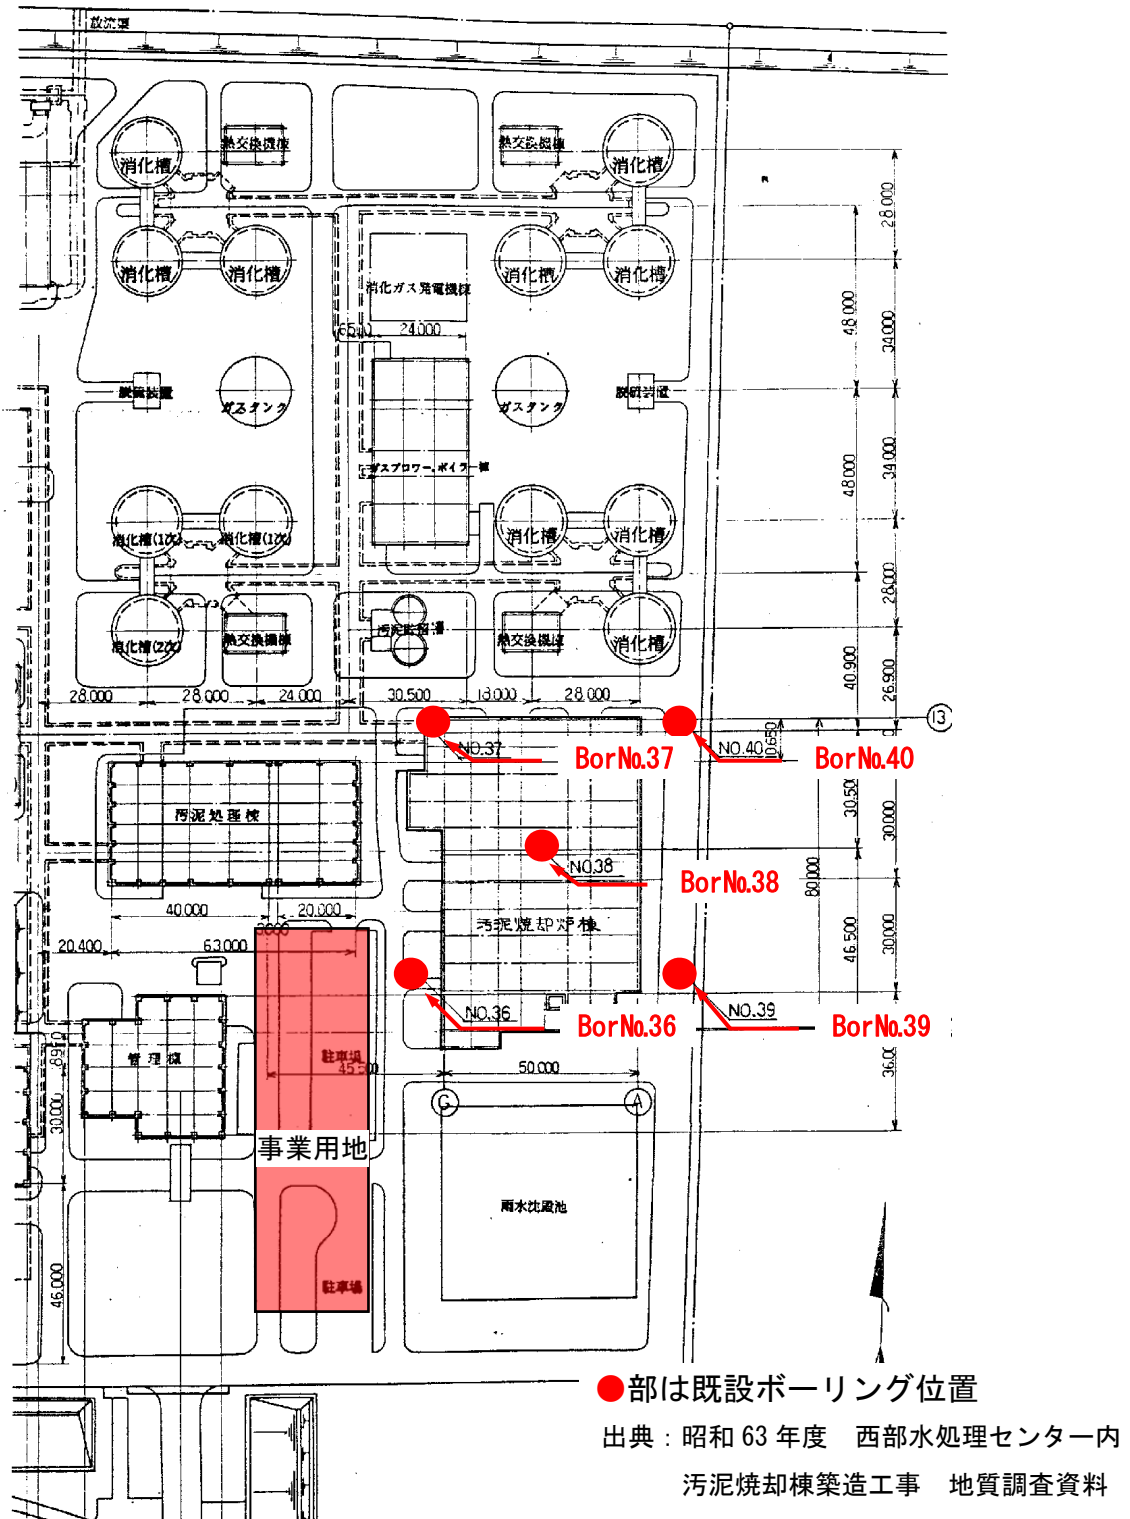 放流渠
消化槽
熱交換機棟
熱交換機棟
消化槽
28.000
消化槽
消化槽
消化槽
消化槽
消化ガス発電機棟
48.000
34.000
24.000
脱硫装置
ガスタンク
ガスタンク
脱硫装置
ガスブロワー、ボイラー棟
48.000
34.000
消化槽(1次)
消化槽(1次)
消化槽
消化槽
28.000
消化槽(2次)
熱交換機棟
熱交換機棟
消化槽
40.900
26.900
28.000
28.000
24.000
30.500
18.000
28.000
13
NO.37
BorNo.37
NO.40
BorNo.40
汚泥処理棟
30.500
30.000
NO.38
BorNo.38
80.000
40.000
20.000
汚泥焼却炉棟
46.500
30.000
20.400
63.000
NO.36
BorNo.36
NO.39
BorNo.39
管理棟
駐車場
45.500
50.000
30.000
G
A
事業用地
雨水沈殿池
駐車場
46.000
●部は既設ボーリング位置
出典：昭和 63 年度　西部水処理センター内
汚泥焼却棟築造工事　地質調査資料